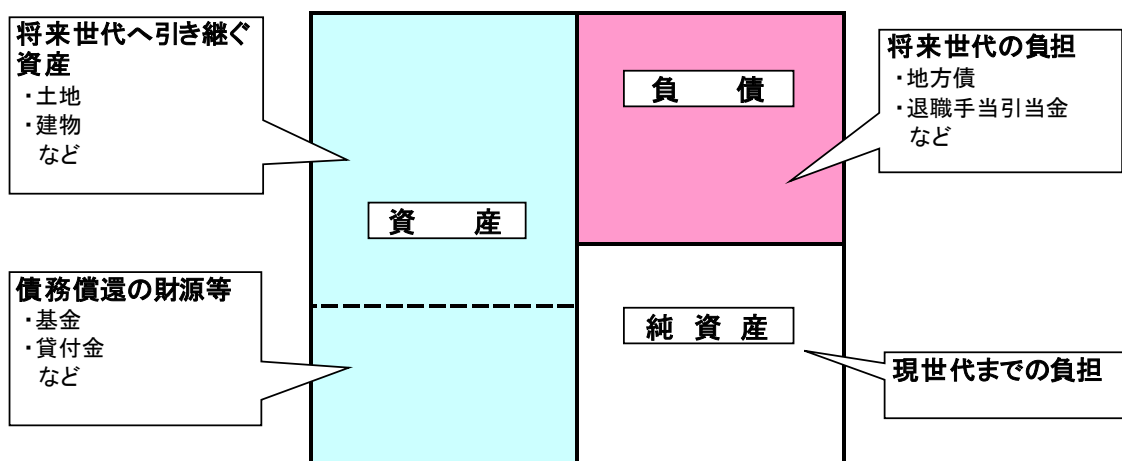 将来世代へ引き継ぐ
資産
・土地
・建物
など
債務償還の財源等
・基金
・貸付金
など
資　産
負　債
純 資 産
将来世代の負担
・地方債
・退職手当引当金
など
現世代までの負担